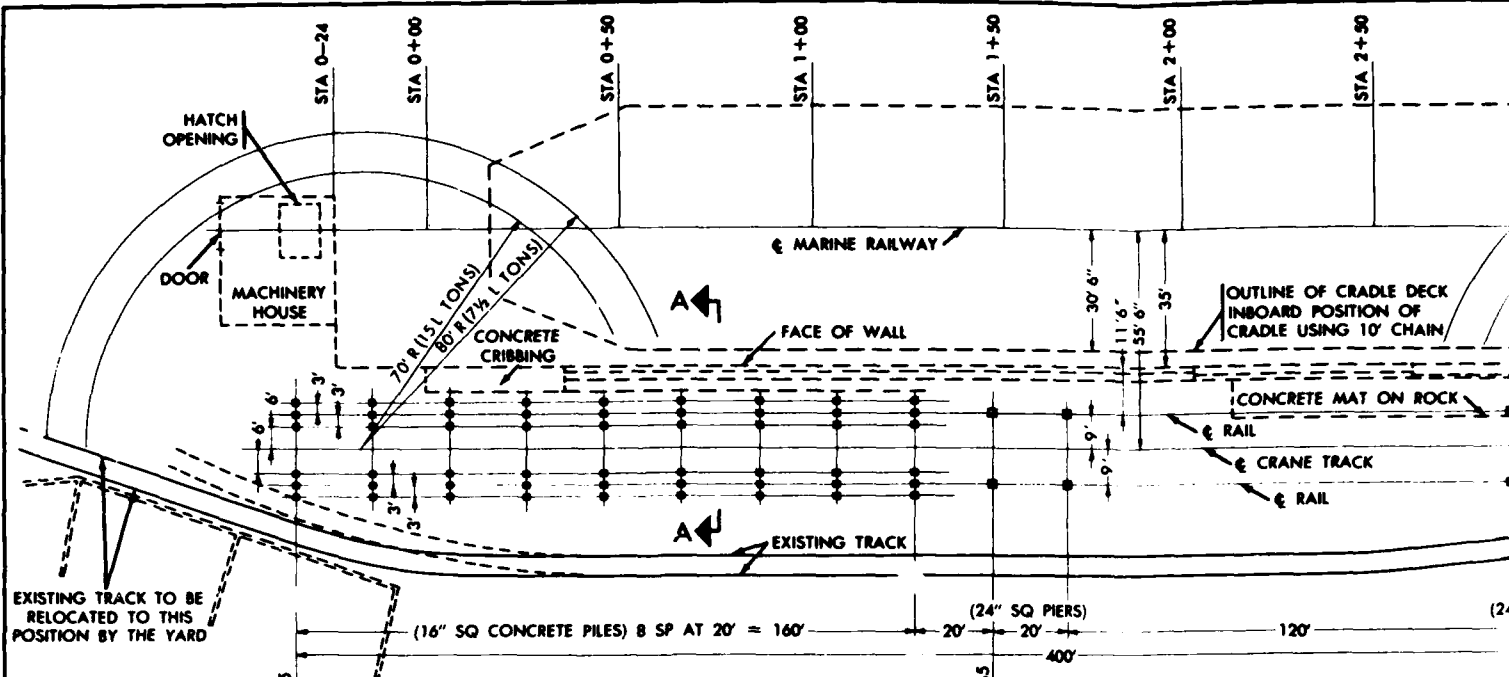 STA 0-24
STA 0+00
STA 0+50
STA 1+00
STA 1+50
STA 2+00
STA 2+50
HATCH
OPENING
DOOR
MACHINERY
HOUSE
70' R (15 L TONS)
80' R (7½ L TONS)
CONCRETE
CRIBBING
℄ MARINE RAILWAY
A
FACE OF WALL
30' 6"
11' 6"
55' 6"
35'
OUTLINE OF CRADLE DECK
INBOARD POSITION OF
CRADLE USING 10' CHAIN
CONCRETE MAT ON ROCK
℄ RAIL
℄ CRANE TRACK
℄ RAIL
6'
6'
3'
3'
3'
3'
9'
9'
A
EXISTING TRACK
EXISTING TRACK TO BE
RELOCATED TO THIS
POSITION BY THE YARD
(16" SQ CONCRETE PILES) 8 SP AT 20' = 160'
20'
(24" SQ PIERS)
20'
120'
(24
400'
5
5